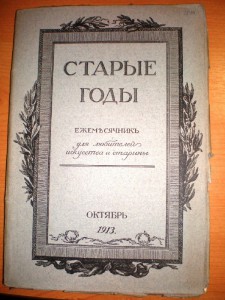 СТАРЫЕ
ГОДЫ
ЕЖЕМѢСЯЧНИКЪ
для любителей
искусства и старины
ОКТЯБРЬ
1913.